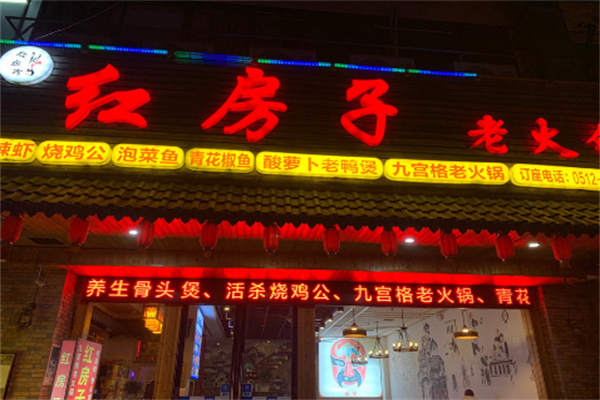 红房子 老火
辣虾 烧鸡公 泡菜鱼 青花椒鱼 酸萝卜老鸭煲 九宫格老火锅 订座电话:0512-
养生骨头煲、活杀烧鸡公、九宫格老火锅、青花
红房子
红房